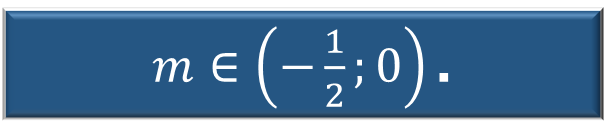 m ∈ (−1/2; 0).